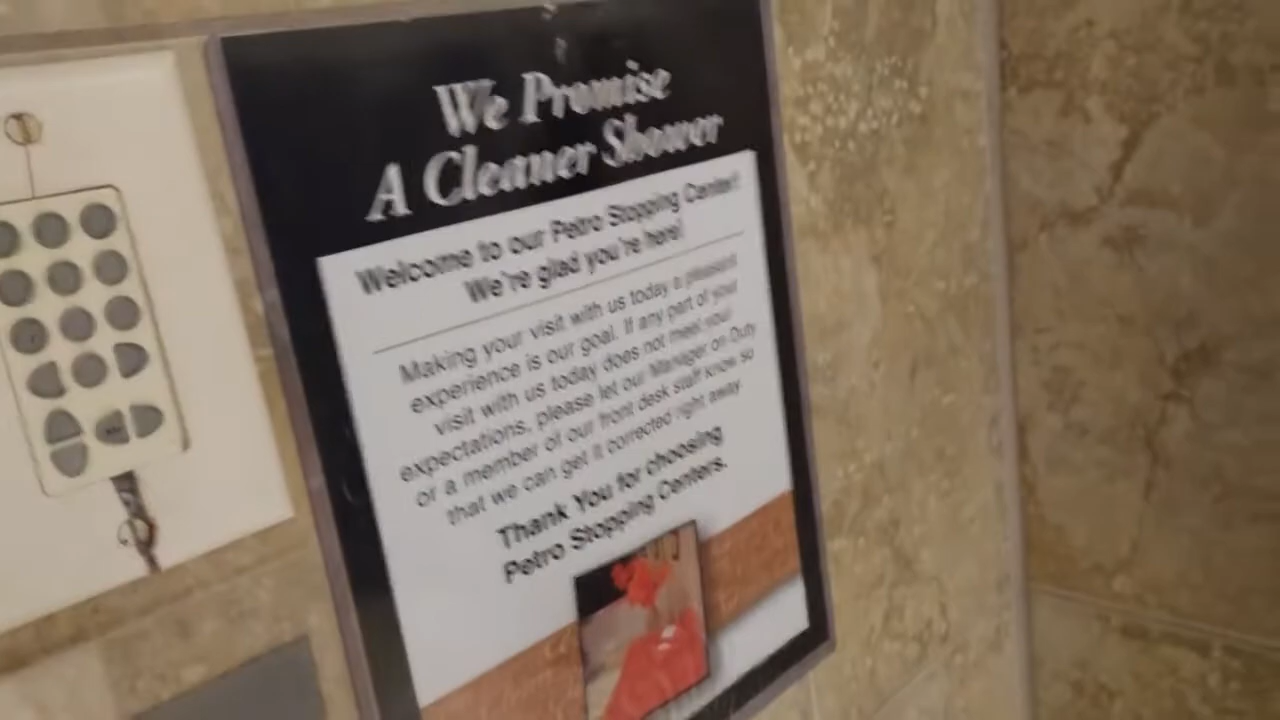 We Promise
A Cleaner Shower
Welcome to our Petro Stopping Center!
We're glad you're here!
Making your visit with us today a pleasant
experience is our goal. If any part of your
visit with us today does not meet your
expectations, please let our Manager on Duty
or a member of our front desk staff know so
that we can get it corrected right away.
Thank You for choosing
Petro Stopping Centers.